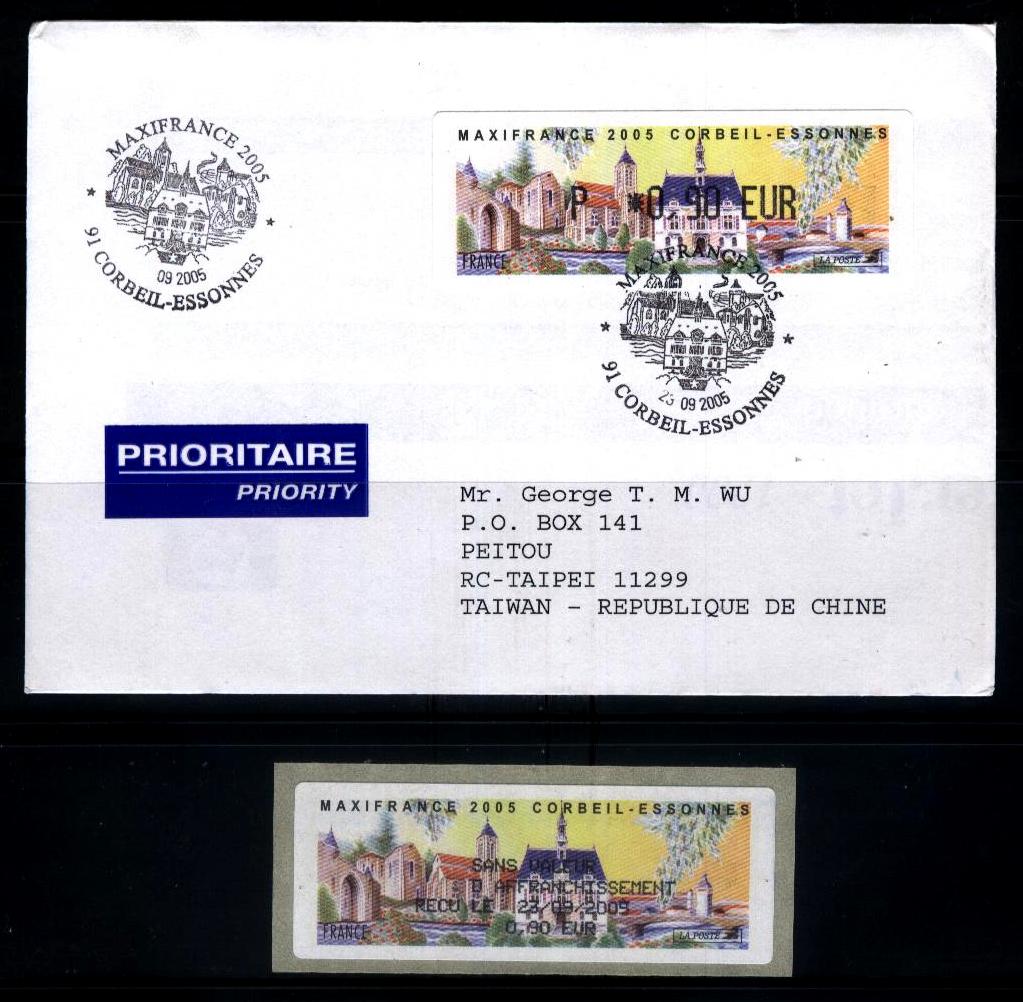 MAXIFRANCE 2005
09 2005
91 CORBEIL-ESSONNES
MAXIFRANCE 2005 CORBEIL-ESSONNES
P *0,90 EUR
FRANCE
LA POSTE
MAXIFRANCE 2005
23 09 2005
91 CORBEIL-ESSONNES
PRIORITAIRE
PRIORITY
Mr. George T. M. WU
P.O. BOX 141
PEITOU
RC-TAIPEI 11299
TAIWAN – REPUBLIQUE DE CHINE
MAXIFRANCE 2005 CORBEIL-ESSONNES
SANS VALEUR
D AFFRANCHISSEMENT
RECU LE 23/09/2005
0,90 EUR
FRANCE
LA POSTE